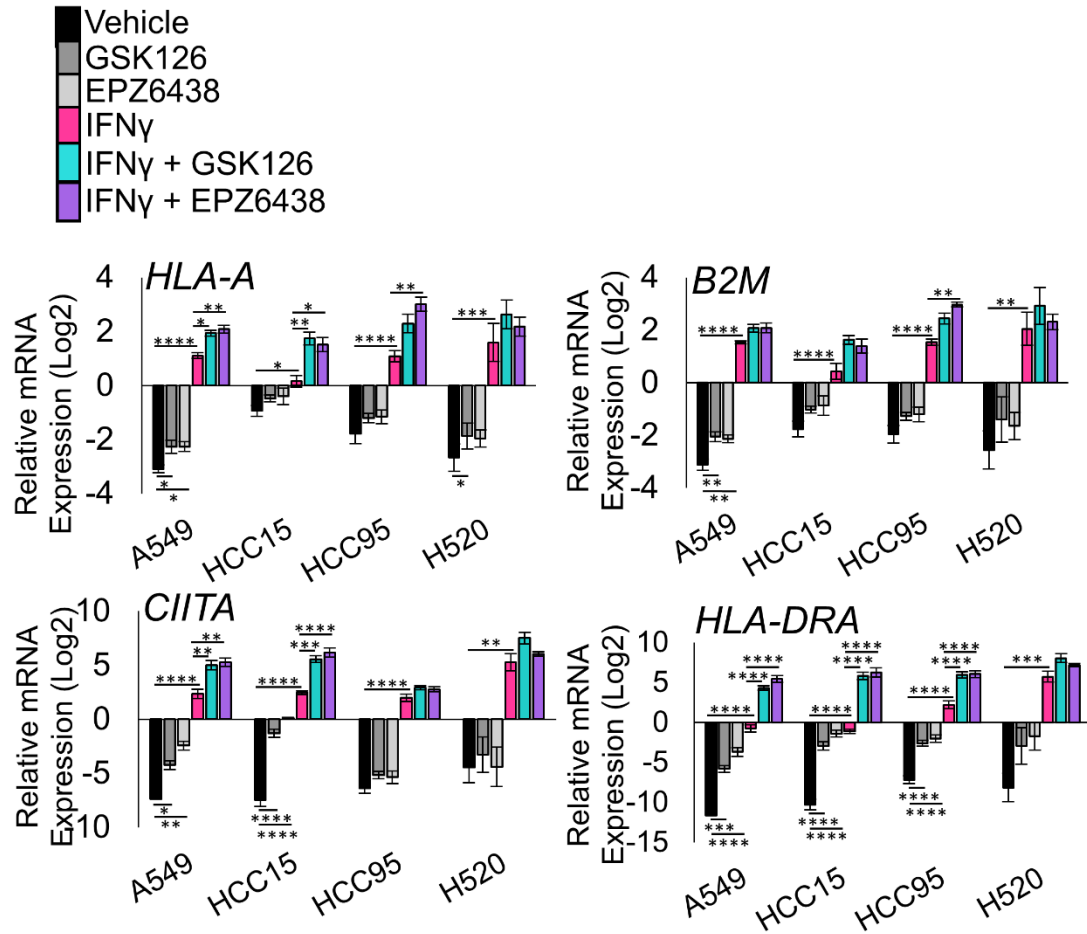 Vehicle
GSK126
EPZ6438
IFNγ
IFNγ + GSK126
IFNγ + EPZ6438
HLA-A
Relative mRNA
Expression (Log2)
4
2
0
-2
-4
**
*
****
*
**
*
**
****
***
*
*
*
A549
HCC15
HCC95
H520
B2M
Relative mRNA
Expression (Log2)
4
2
0
-2
-4
****
****
**
****
**
**
**
A549
HCC15
HCC95
H520
CIITA
Relative mRNA
Expression (Log2)
10
5
0
-5
-10
**
**
****
****
***
****
****
**
*
**
****
****
A549
HCC15
HCC95
H520
HLA-DRA
Relative mRNA
Expression (Log2)
10
5
0
-5
-10
-15
****
****
****
****
****
****
****
****
****
***
***
****
****
****
****
****
A549
HCC15
HCC95
H520